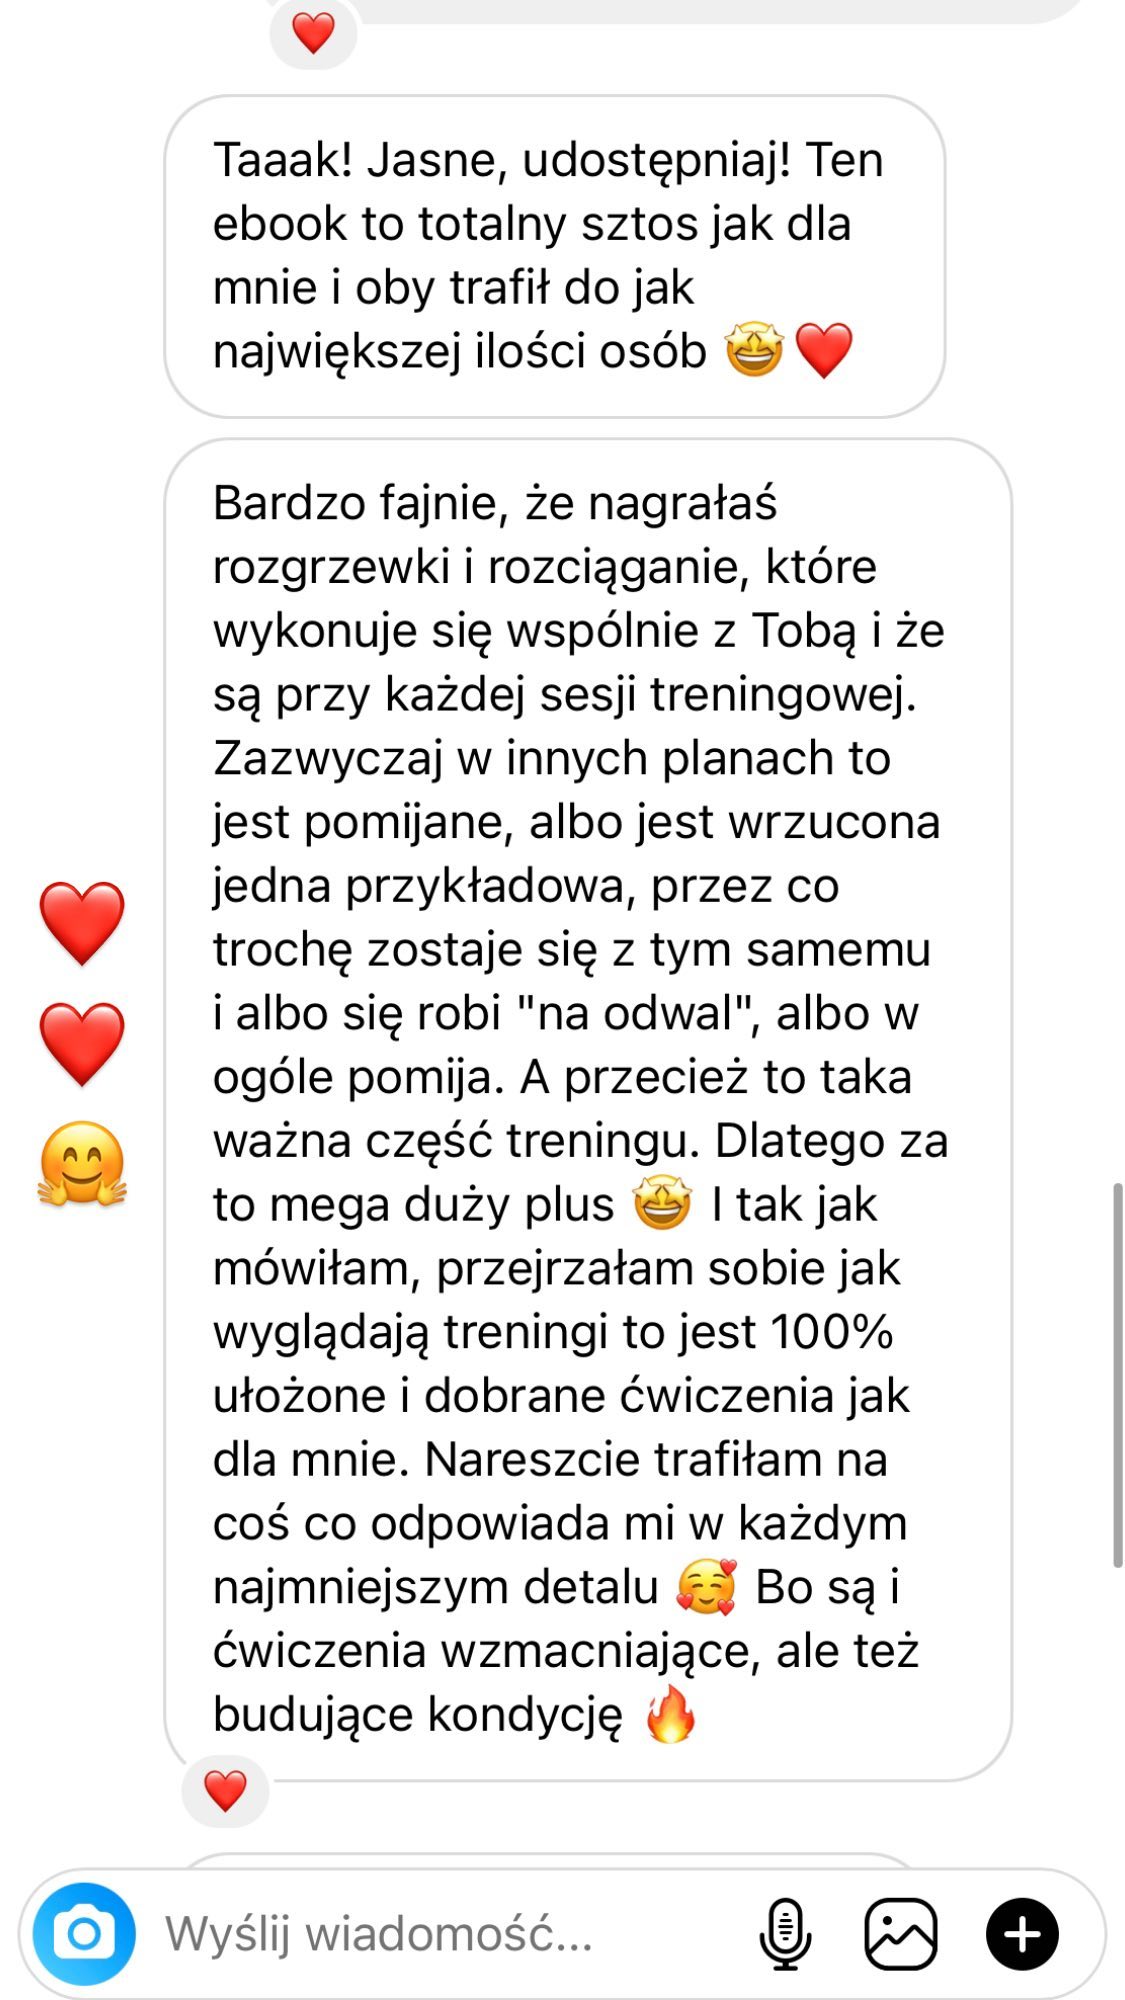 Taaak! Jasne, udostępniaj! Ten
ebook to totalny sztos jak dla
mnie i oby trafił do jak
największej ilości osób 🤩❤️
Bardzo fajnie, że nagrałaś
rozgrzewki i rozciąganie, które
wykonuje się wspólnie z Tobą i że
są przy każdej sesji treningowej.
Zazwyczaj w innych planach to
jest pomijane, albo jest wrzucona
jedna przykładowa, przez co
trochę zostaje się z tym samemu
i albo się robi "na odwal", albo w
ogóle pomija. A przecież to taka
ważna część treningu. Dlatego za
to mega duży plus 🤩 I tak jak
mówiłam, przejrzałam sobie jak
wyglądają treningi to jest 100%
ułożone i dobrane ćwiczenia jak
dla mnie. Nareszcie trafiłam na
coś co odpowiada mi w każdym
najmniejszym detalu 🥰 Bo są i
ćwiczenia wzmacniające, ale też
budujące kondycję 🔥
Wyślij wiadomość...